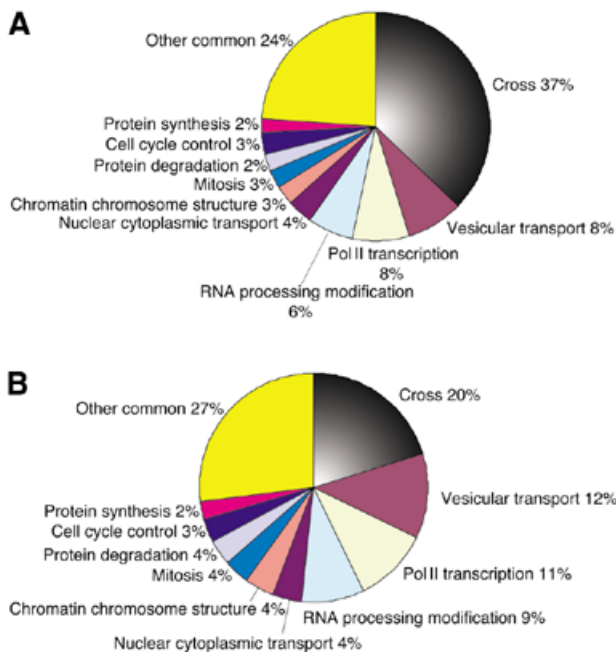 A
Other common 24%
Cross 37%
Protein synthesis 2%
Cell cycle control 3%
Protein degradation 2%
Mitosis 3%
Chromatin chromosome structure 3%
Nuclear cytoplasmic transport 4%
Vesicular transport 8%
Pol II transcription
8%
RNA processing modification
6%
B
Other common 27%
Cross 20%
Vesicular transport 12%
Protein synthesis 2%
Cell cycle control 3%
Protein degradation 4%
Mitosis 4%
Pol II transcription 11%
Chromatin chromosome structure 4%
RNA processing modification 9%
Nuclear cytoplasmic transport 4%